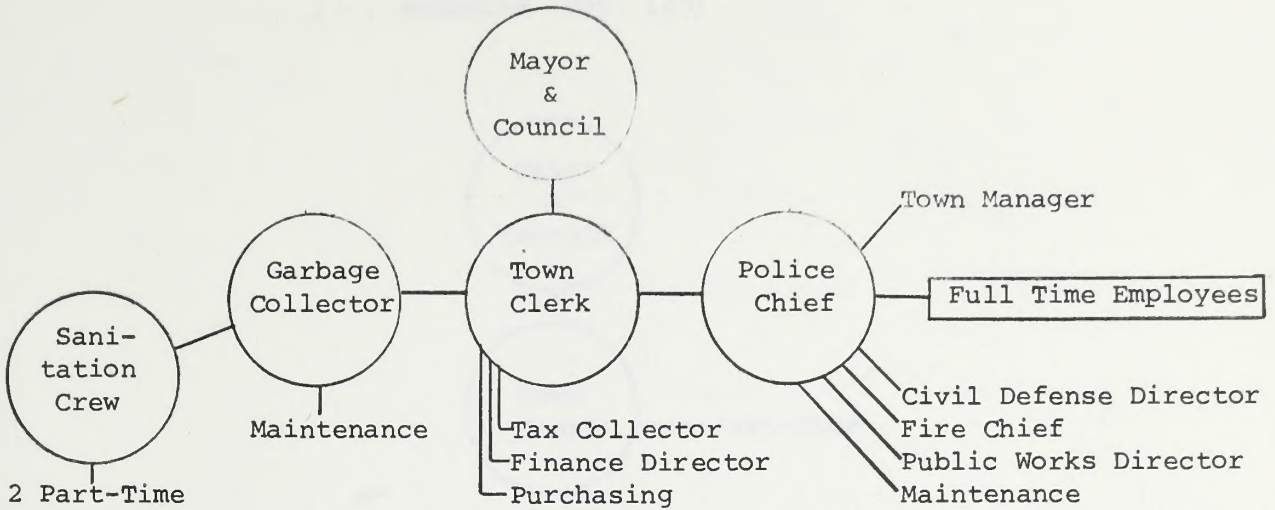 Mayor
&
Council
Town Manager
Garbage
Collector
Town
Clerk
Police
Chief
Full Time Employees
Sani-
tation
Crew
Maintenance
2 Part-Time
Tax Collector
Finance Director
Purchasing
Civil Defense Director
Fire Chief
Public Works Director
Maintenance